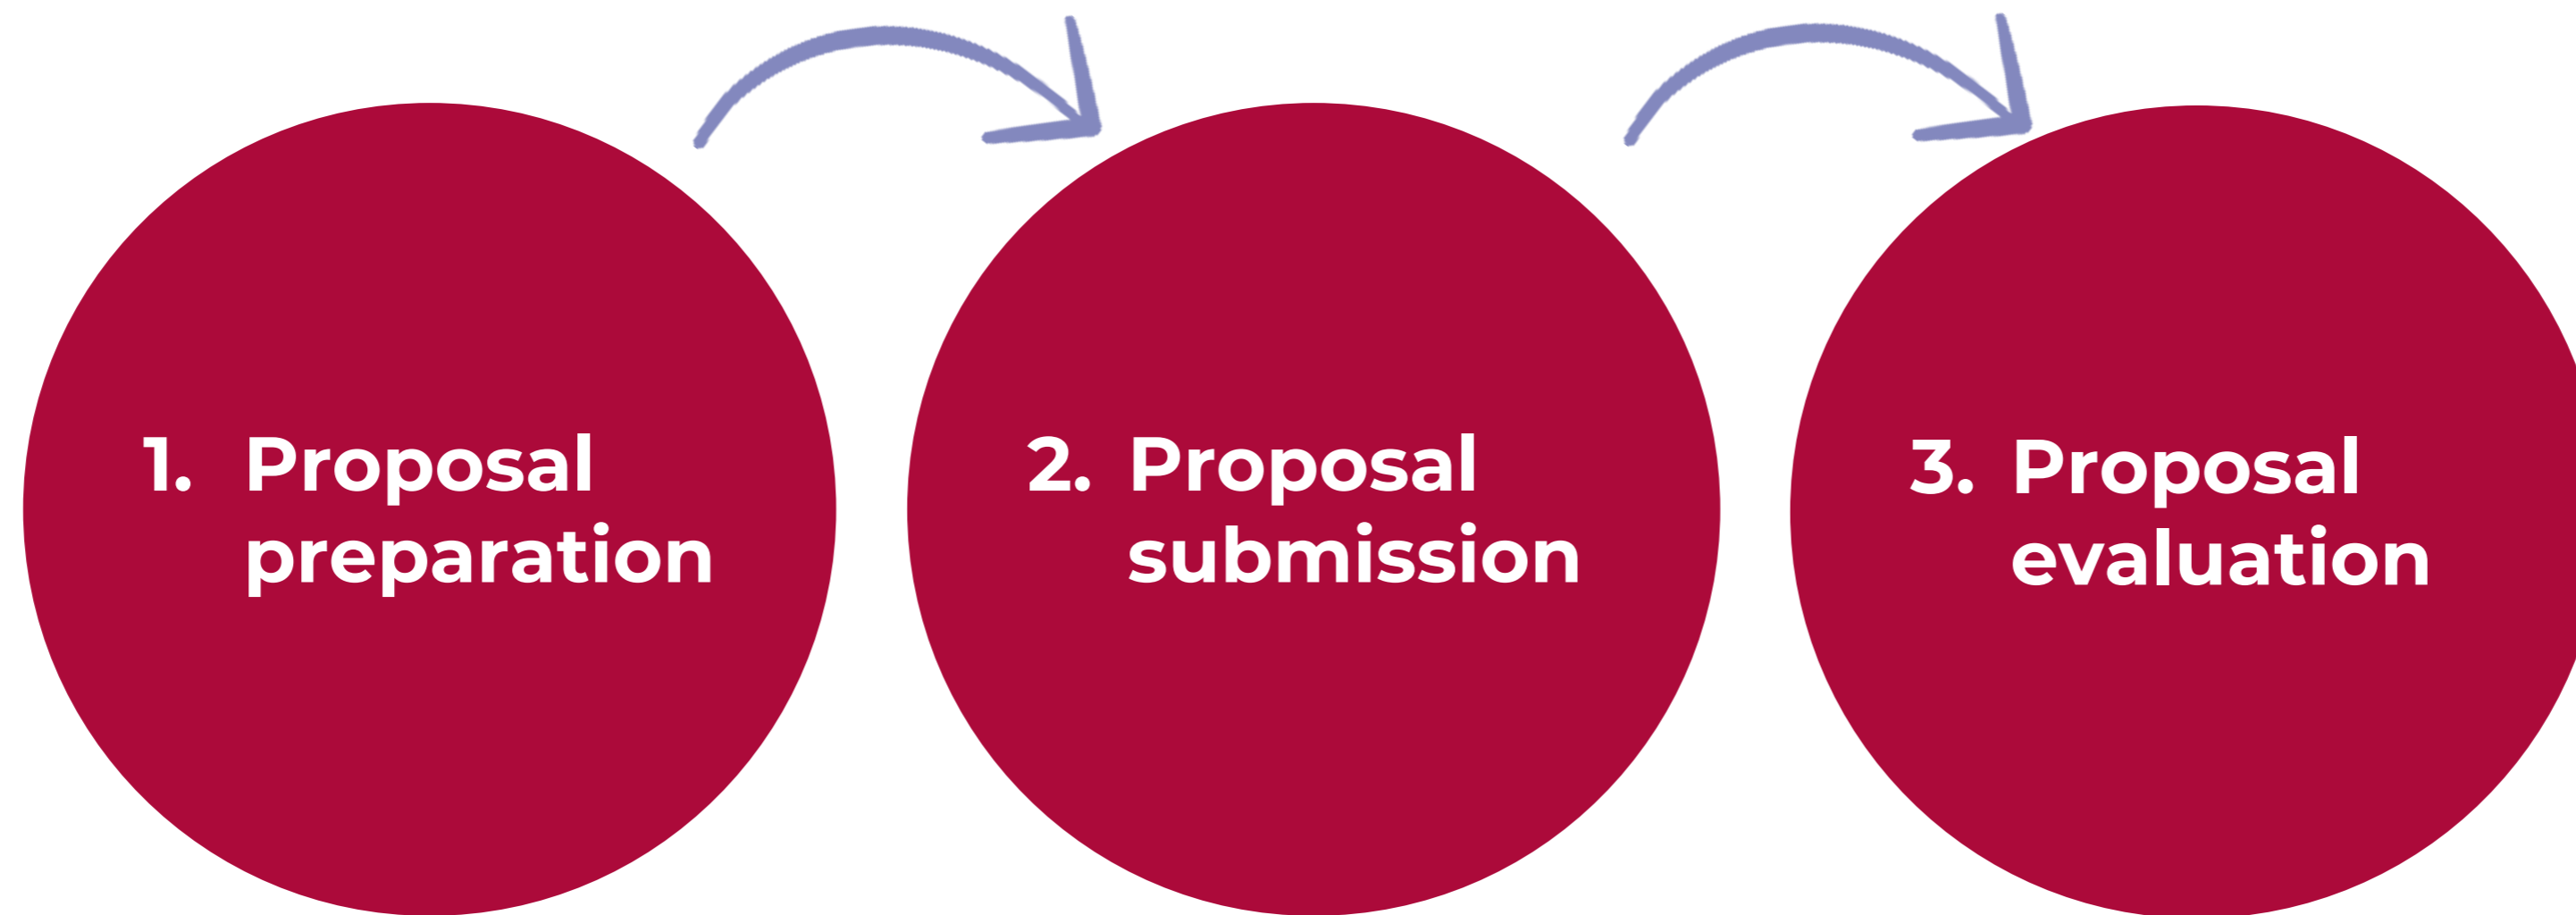 1. Proposal
preparation
2. Proposal
submission
3. Proposal
evaluation